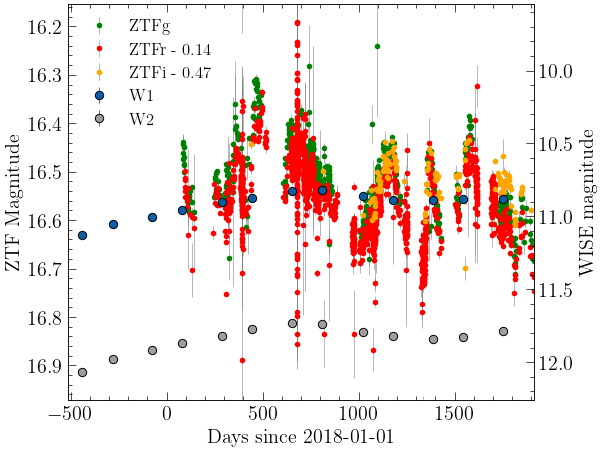 ZTFg
ZTFr - 0.14
ZTFi - 0.47
W1
W2
ZTF Magnitude
16.2
16.3
16.4
16.5
16.6
16.7
16.8
16.9
WISE magnitude
10.0
10.5
11.0
11.5
12.0
−500 0 500 1000 1500
Days since 2018-01-01